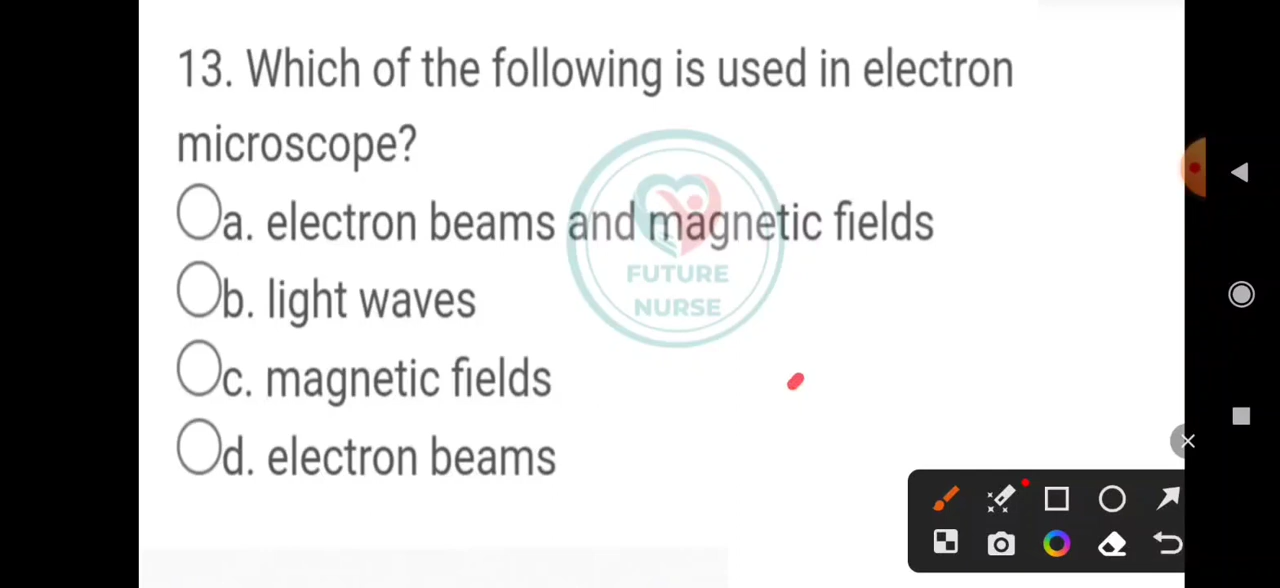 13. Which of the following is used in electron
microscope?
a. electron beams and magnetic fields
b. light waves
FUTURE
NURSE
c. magnetic fields
d. electron beams